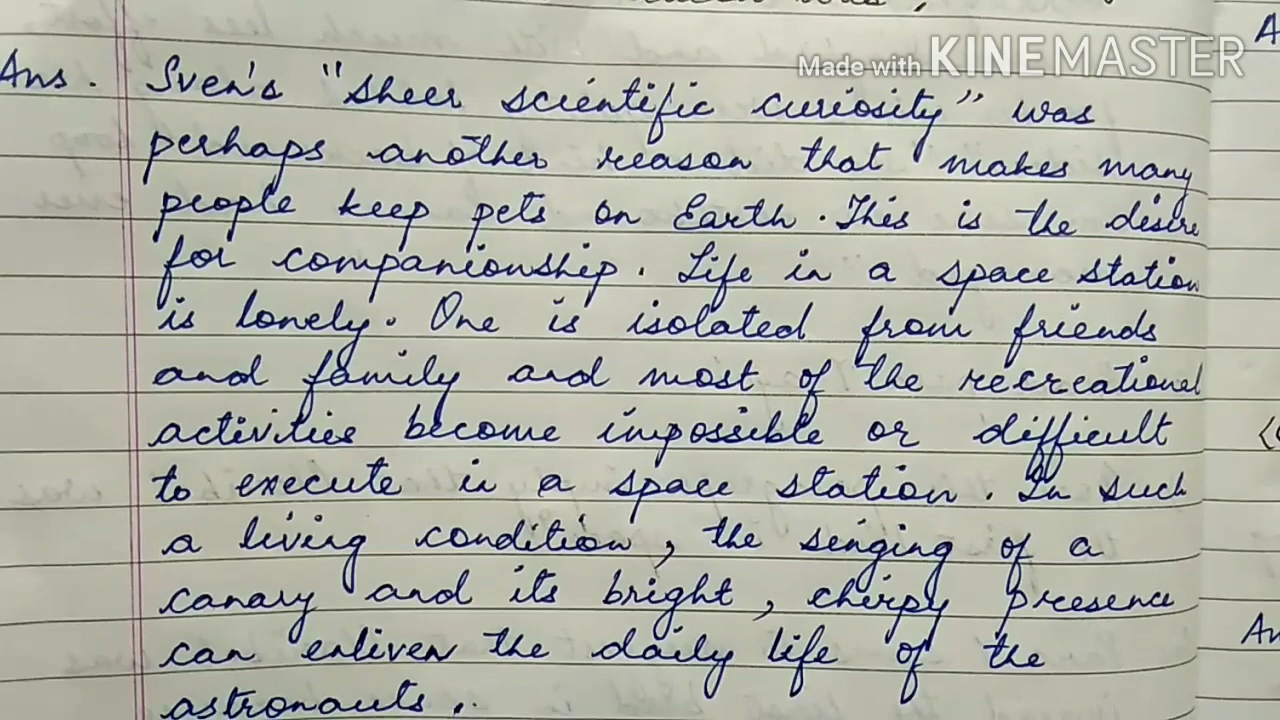 Made with KINEMASTER
Ans. Sven's "sheer scientific curiosity" was
perhaps another reason that makes many
people keep pets on Earth. This is the desire
for companionship. Life in a space station
is lonely. One is isolated from friends
and family and most of the recreational
activities become impossible or difficult
to execute in a space station. In such
a living condition, the singing of a
canary and its bright, chirpy presence
can enliven the daily life of the
astronauts.